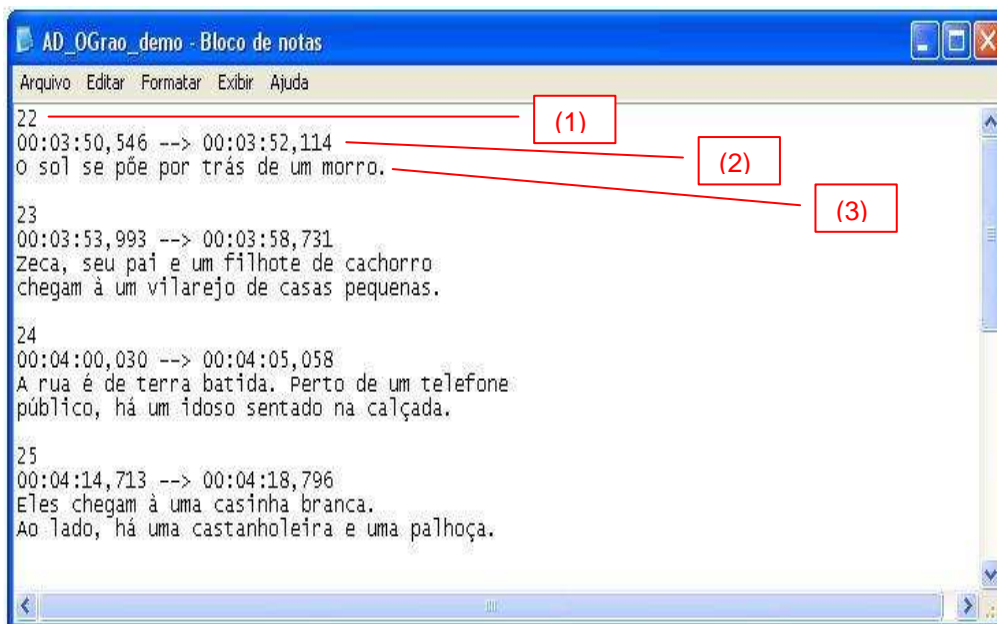 AD_OGrao_demo - Bloco de notas
Arquivo Editar Formatar Exibir Ajuda
22
(1)
00:03:50,546 --> 00:03:52,114
(2)
O sol se põe por trás de um morro.
(3)
23
00:03:53,993 --> 00:03:58,731
Zeca, seu pai e um filhote de cachorro
chegam à um vilarejo de casas pequenas.
24
00:04:00,030 --> 00:04:05,058
A rua é de terra batida. Perto de um telefone
público, há um idoso sentado na calçada.
25
00:04:14,713 --> 00:04:18,796
Eles chegam à uma casinha branca.
Ao lado, há uma castanholeira e uma palhoça.